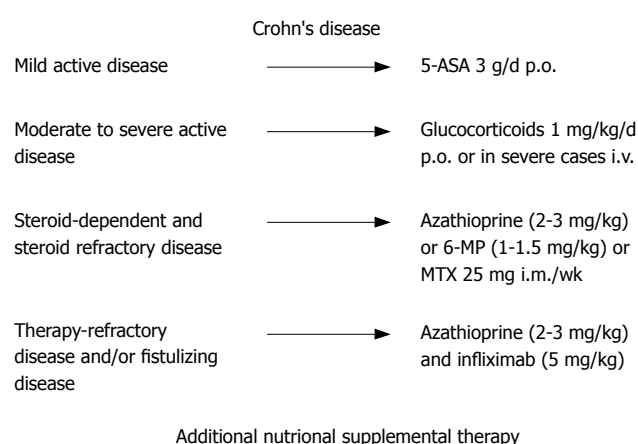 Crohn's disease
Mild active disease
5-ASA 3 g/d p.o.
Moderate to severe active
disease
Glucocorticoids 1 mg/kg/d
p.o. or in severe cases i.v.
Steroid-dependent and
steroid refractory disease
Azathioprine (2-3 mg/kg)
or 6-MP (1-1.5 mg/kg) or
MTX 25 mg i.m./wk
Therapy-refractory
disease and/or fistulizing
disease
Azathioprine (2-3 mg/kg)
and infliximab (5 mg/kg)
Additional nutrional supplemental therapy